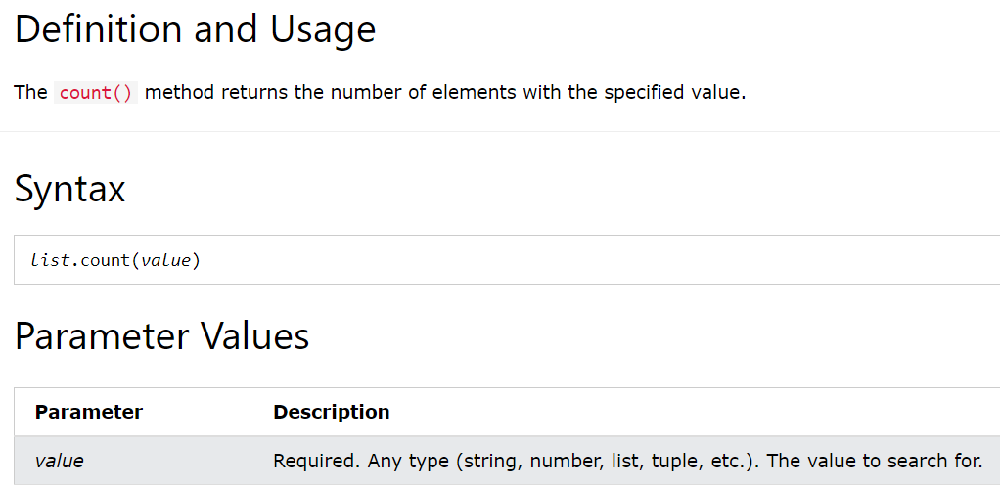 Definition and Usage
The count() method returns the number of elements with the specified value.
Syntax
list.count(value)
Parameter Values
Parameter Description
value Required. Any type (string, number, list, tuple, etc.). The value to search for.